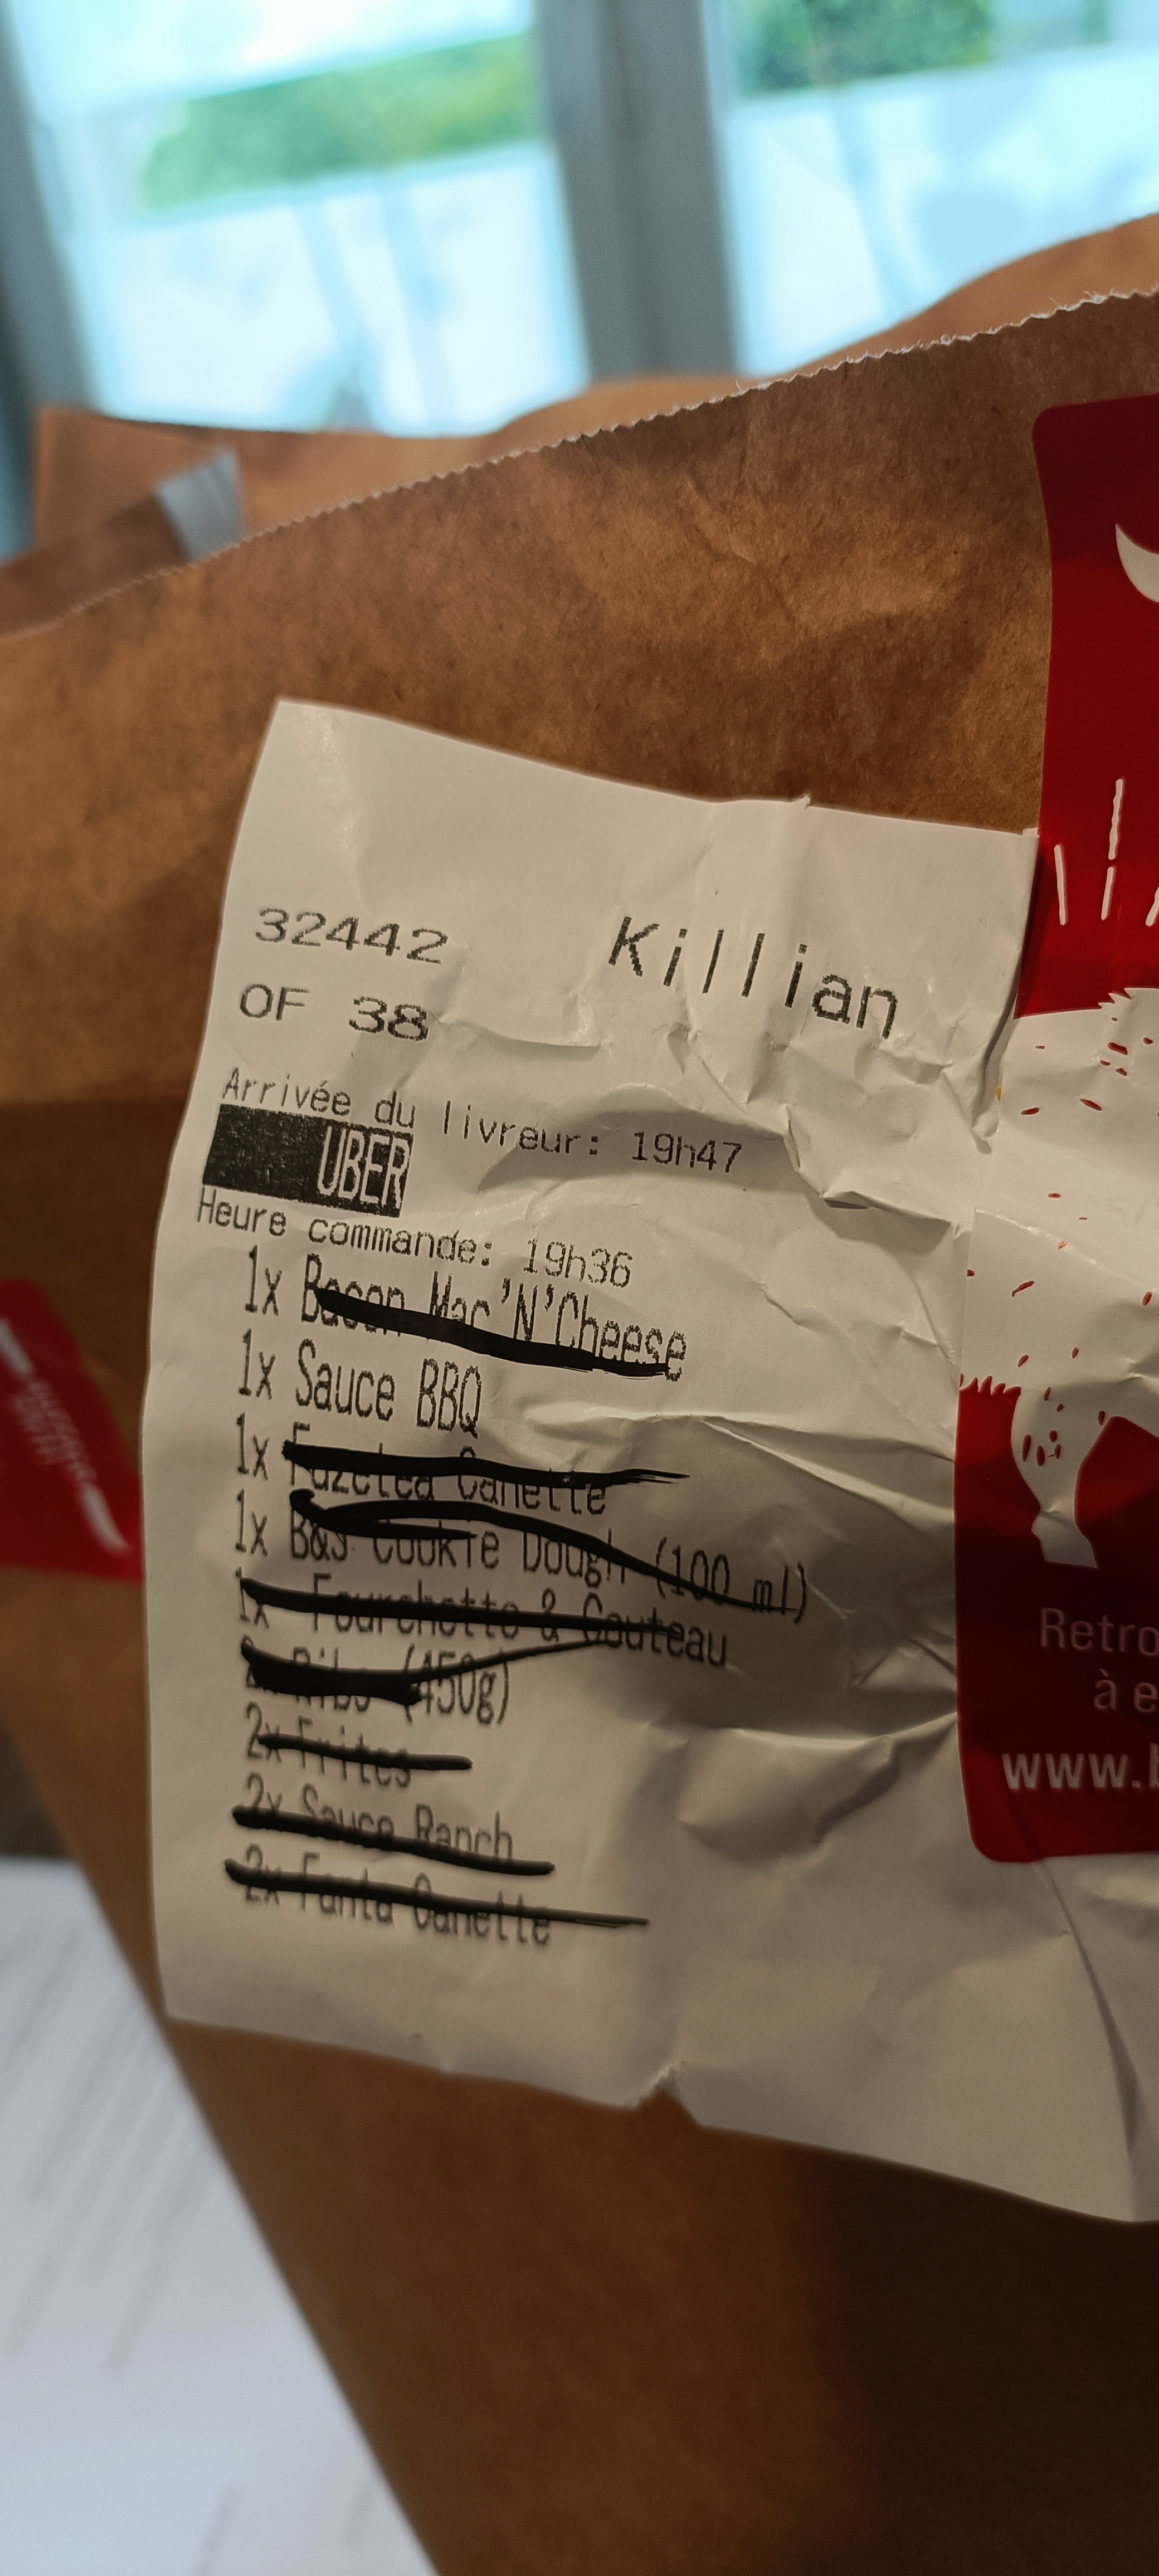 32442
Killian
OF 38
Arrivée du livreur: 19h47
UBER
Heure commande: 19h36
1x Bacon Mac'N'Cheese
1x Sauce BBQ
1x Fuzetea Canette
1x B&J Cookie Dough (100 ml)
1x Fourchette & Couteau
2x Ribs (450g)
2x Frites
2x Sauce Ranch
2x Fanta Canette
Retro
à e
www.b